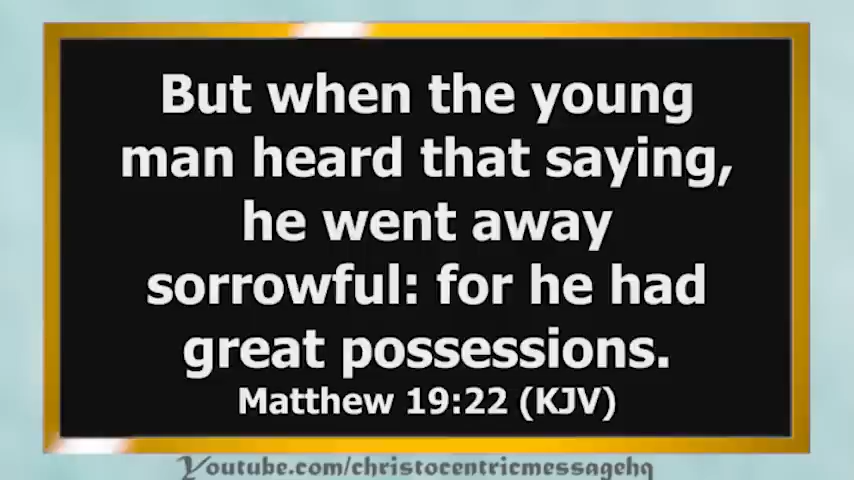 But when the young
man heard that saying,
he went away
sorrowful: for he had
great possessions.
Matthew 19:22 (KJV)
Youtube.com/christocentricmessagehq